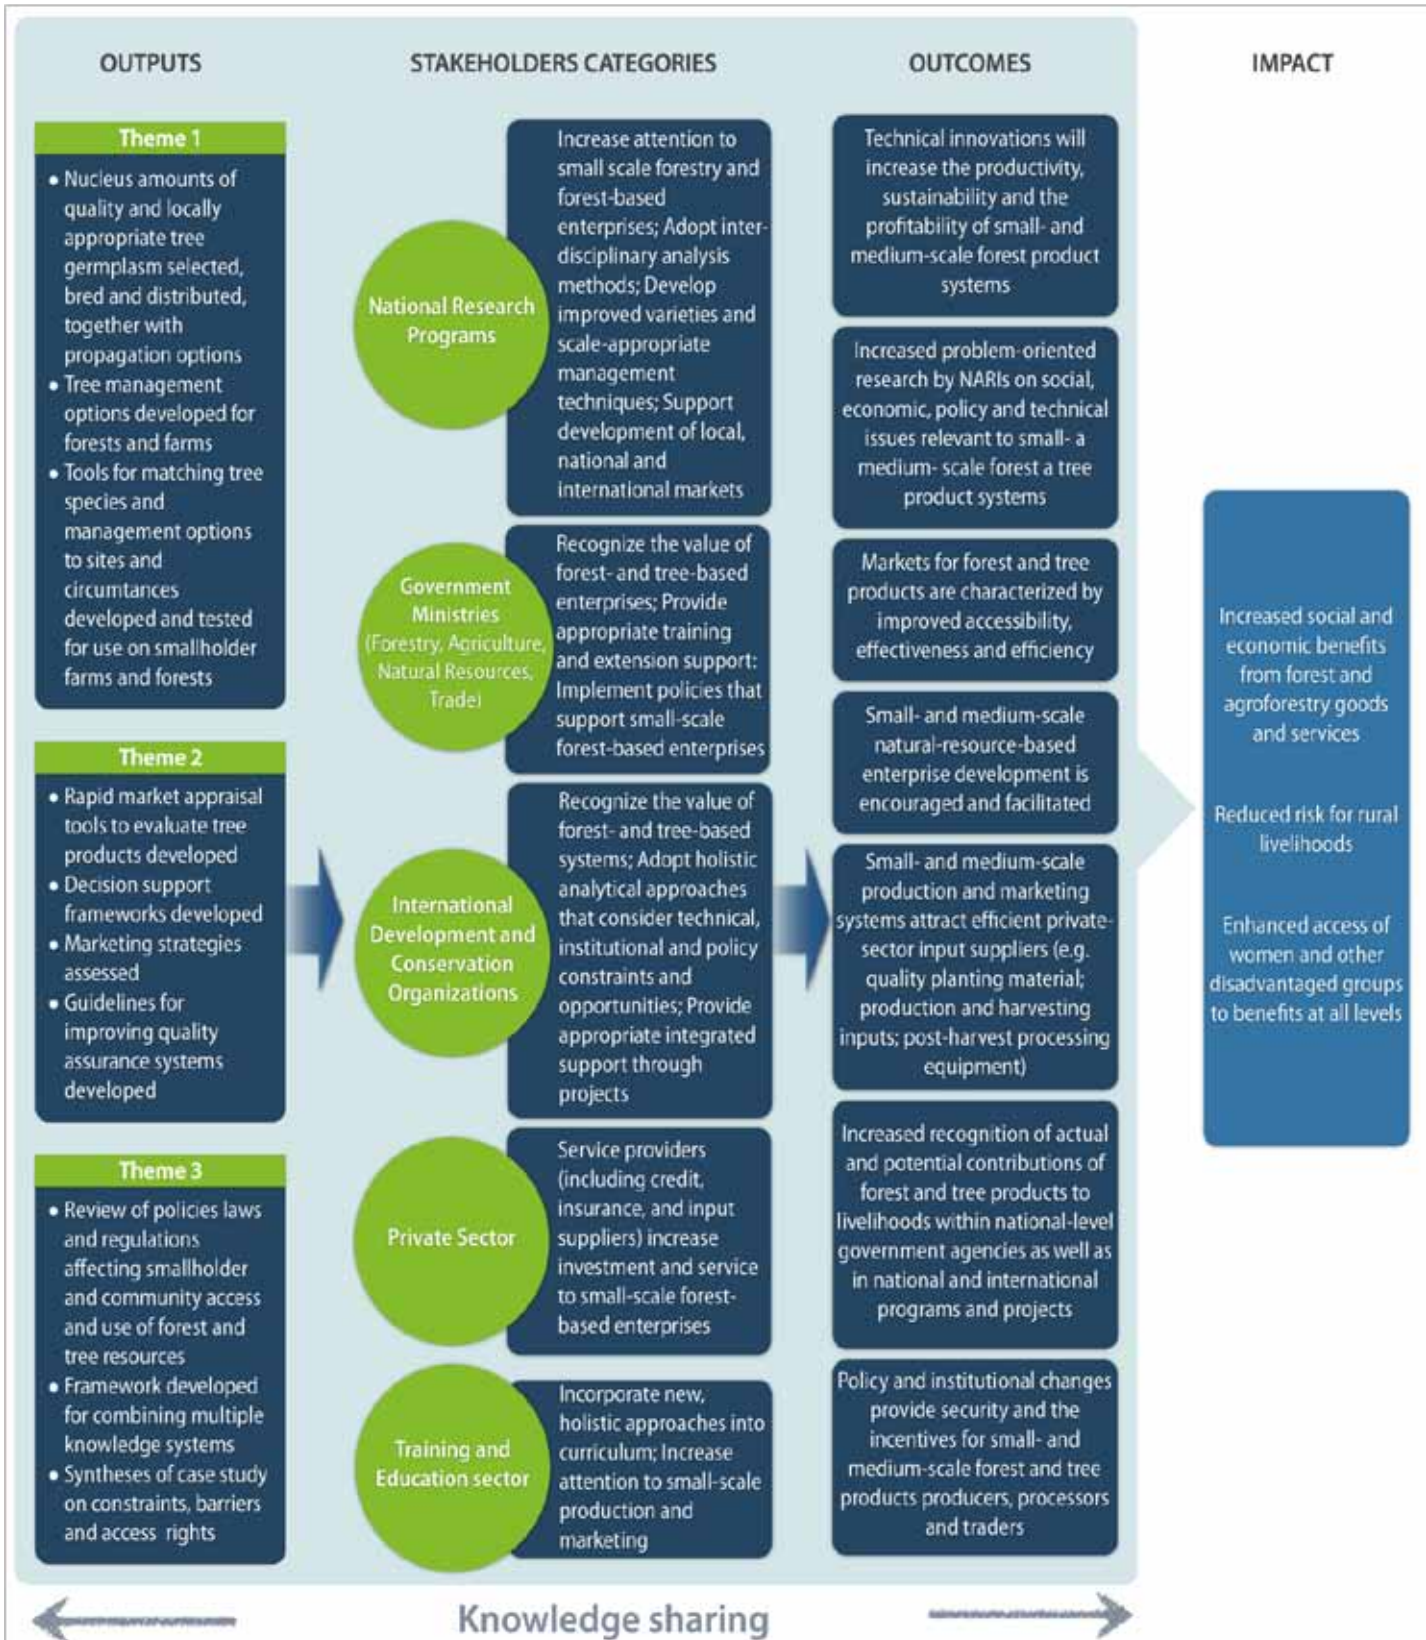 OUTPUTS
STAKEHOLDERS CATEGORIES
OUTCOMES
IMPACT
Theme 1
• Nucleus amounts of
quality and locally
appropriate tree
germplasm selected,
bred and distributed,
together with
propagation options
• Tree management
options developed for
forests and farms
• Tools for matching tree
species and
management options
to sites and
circumtances
developed and tested
for use on smallholder
farms and forests
Theme 2
• Rapid market appraisal
tools to evaluate tree
products developed
• Decision support
frameworks developed
• Marketing strategies
assessed
• Guidelines for
improving quality
assurance systems
developed
Theme 3
• Review of policies laws
and regulations
affecting smallholder
and community access
and use of forest and
tree resources
• Framework developed
for combining multiple
knowledge systems
• Syntheses of case study
on constraints, barriers
and access rights
National Research
Programs
Increase attention to
small scale forestry and
forest-based
enterprises; Adopt inter-
disciplinary analysis
methods; Develop
improved varieties and
scale-appropriate
management
techniques; Support
development of local,
national and
international markets
Government
Ministries
(Forestry, Agriculture,
Natural Resources,
Trade)
Recognize the value of
forest- and tree-based
enterprises; Provide
appropriate training
and extension support:
Implement policies that
support small-scale
forest-based enterprises
International
Development and
Conservation
Organizations
Recognize the value of
forest- and tree-based
systems; Adopt holistic
analytical approaches
that consider technical,
institutional and policy
constraints and
opportunities; Provide
appropriate integrated
support through
projects
Private Sector
Service providers
(including credit,
insurance, and input
suppliers) increase
investment and service
to small-scale forest-
based enterprises
Training and
Education sector
Incorporate new,
holistic approaches into
curriculum; Increase
attention to small-scale
production and
marketing
Technical innovations will
increase the productivity,
sustainability and the
profitability of small- and
medium-scale forest product
systems
Increased problem-oriented
research by NARIs on social,
economic, policy and technical
issues relevant to small- a
medium- scale forest a tree
product systems
Markets for forest and tree
products are characterized by
improved accessibility,
effectiveness and efficiency
Small- and medium-scale
natural-resource-based
enterprise development is
encouraged and facilitated
Small- and medium-scale
production and marketing
systems attract efficient private-
sector input suppliers (e.g.
quality planting material;
production and harvesting
inputs; post-harvest processing
equipment)
Increased recognition of actual
and potential contributions of
forest and tree products to
livelihoods within national-level
government agencies as well as
in national and international
programs and projects
Policy and institutional changes
provide security and the
incentives for small- and
medium-scale forest and tree
products producers, processors
and traders
Increased social and
economic benefits
from forest and
agroforestry goods
and services
Reduced risk for rural
livelihoods
Enhanced access of
women and other
disadvantaged groups
to benefits at all levels
Knowledge sharing